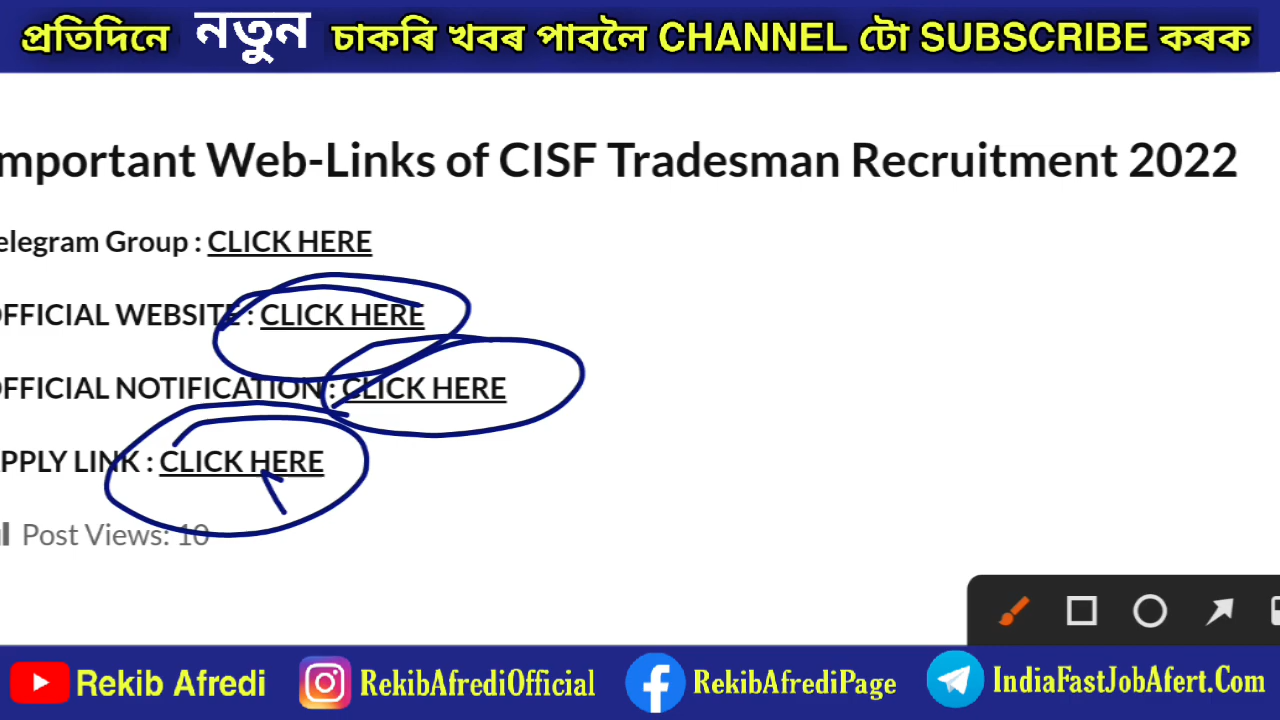 প্ৰতিদিনে নতুন চাকৰি খবৰ পাবলৈ CHANNEL টো SUBSCRIBE কৰক
mportant Web-Links of CISF Tradesman Recruitment 2022
elegram Group : CLICK HERE
OFFICIAL WEBSITE : CLICK HERE
OFFICIAL NOTIFICATION : CLICK HERE
PPLY LINK : CLICK HERE
Post Views: 10
Rekib Afredi RekibAfrediOfficial RekibAfrediPage IndiaFastJobAfert.Com